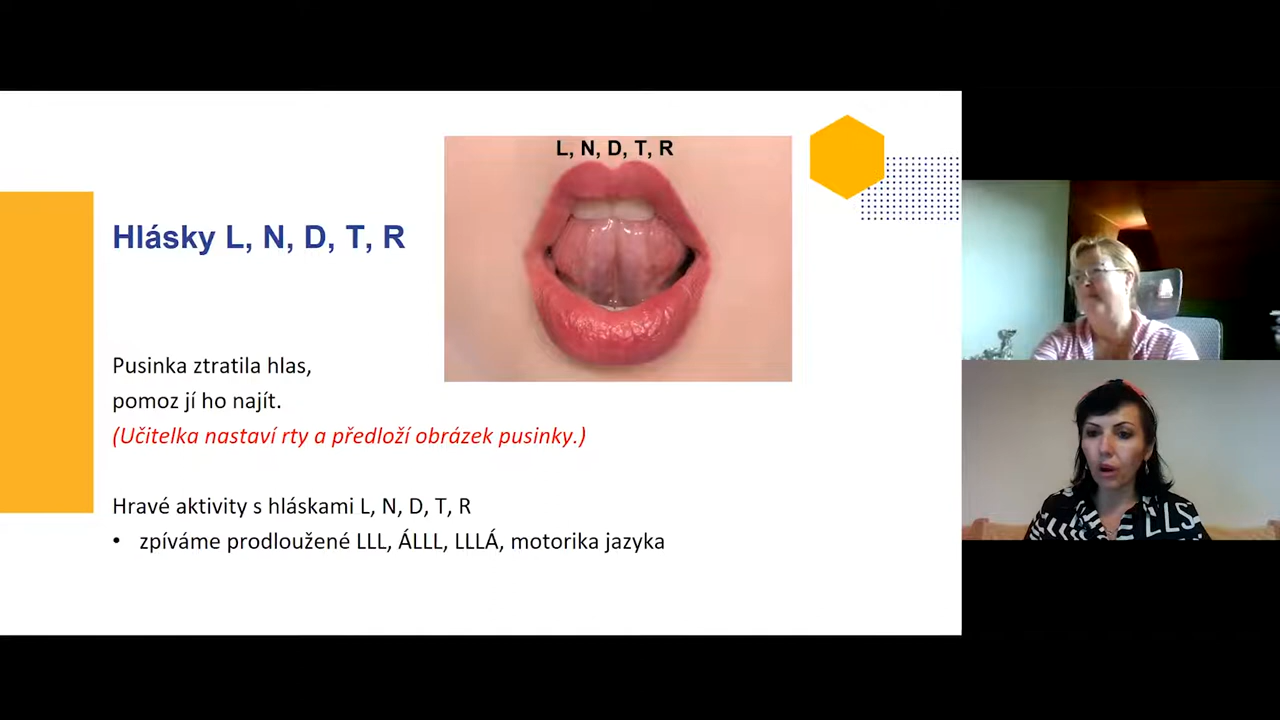 L, N, D, T, R
Hlásky L, N, D, T, R
Pusinka ztratila hlas,
pomoz jí ho najít.
(Učitelka nastaví rty a předloží obrázek pusinky.)
Hravé aktivity s hláskami L, N, D, T, R
• zpíváme prodloužené LLL, ÁLLL, LLLÁ, motorika jazyka